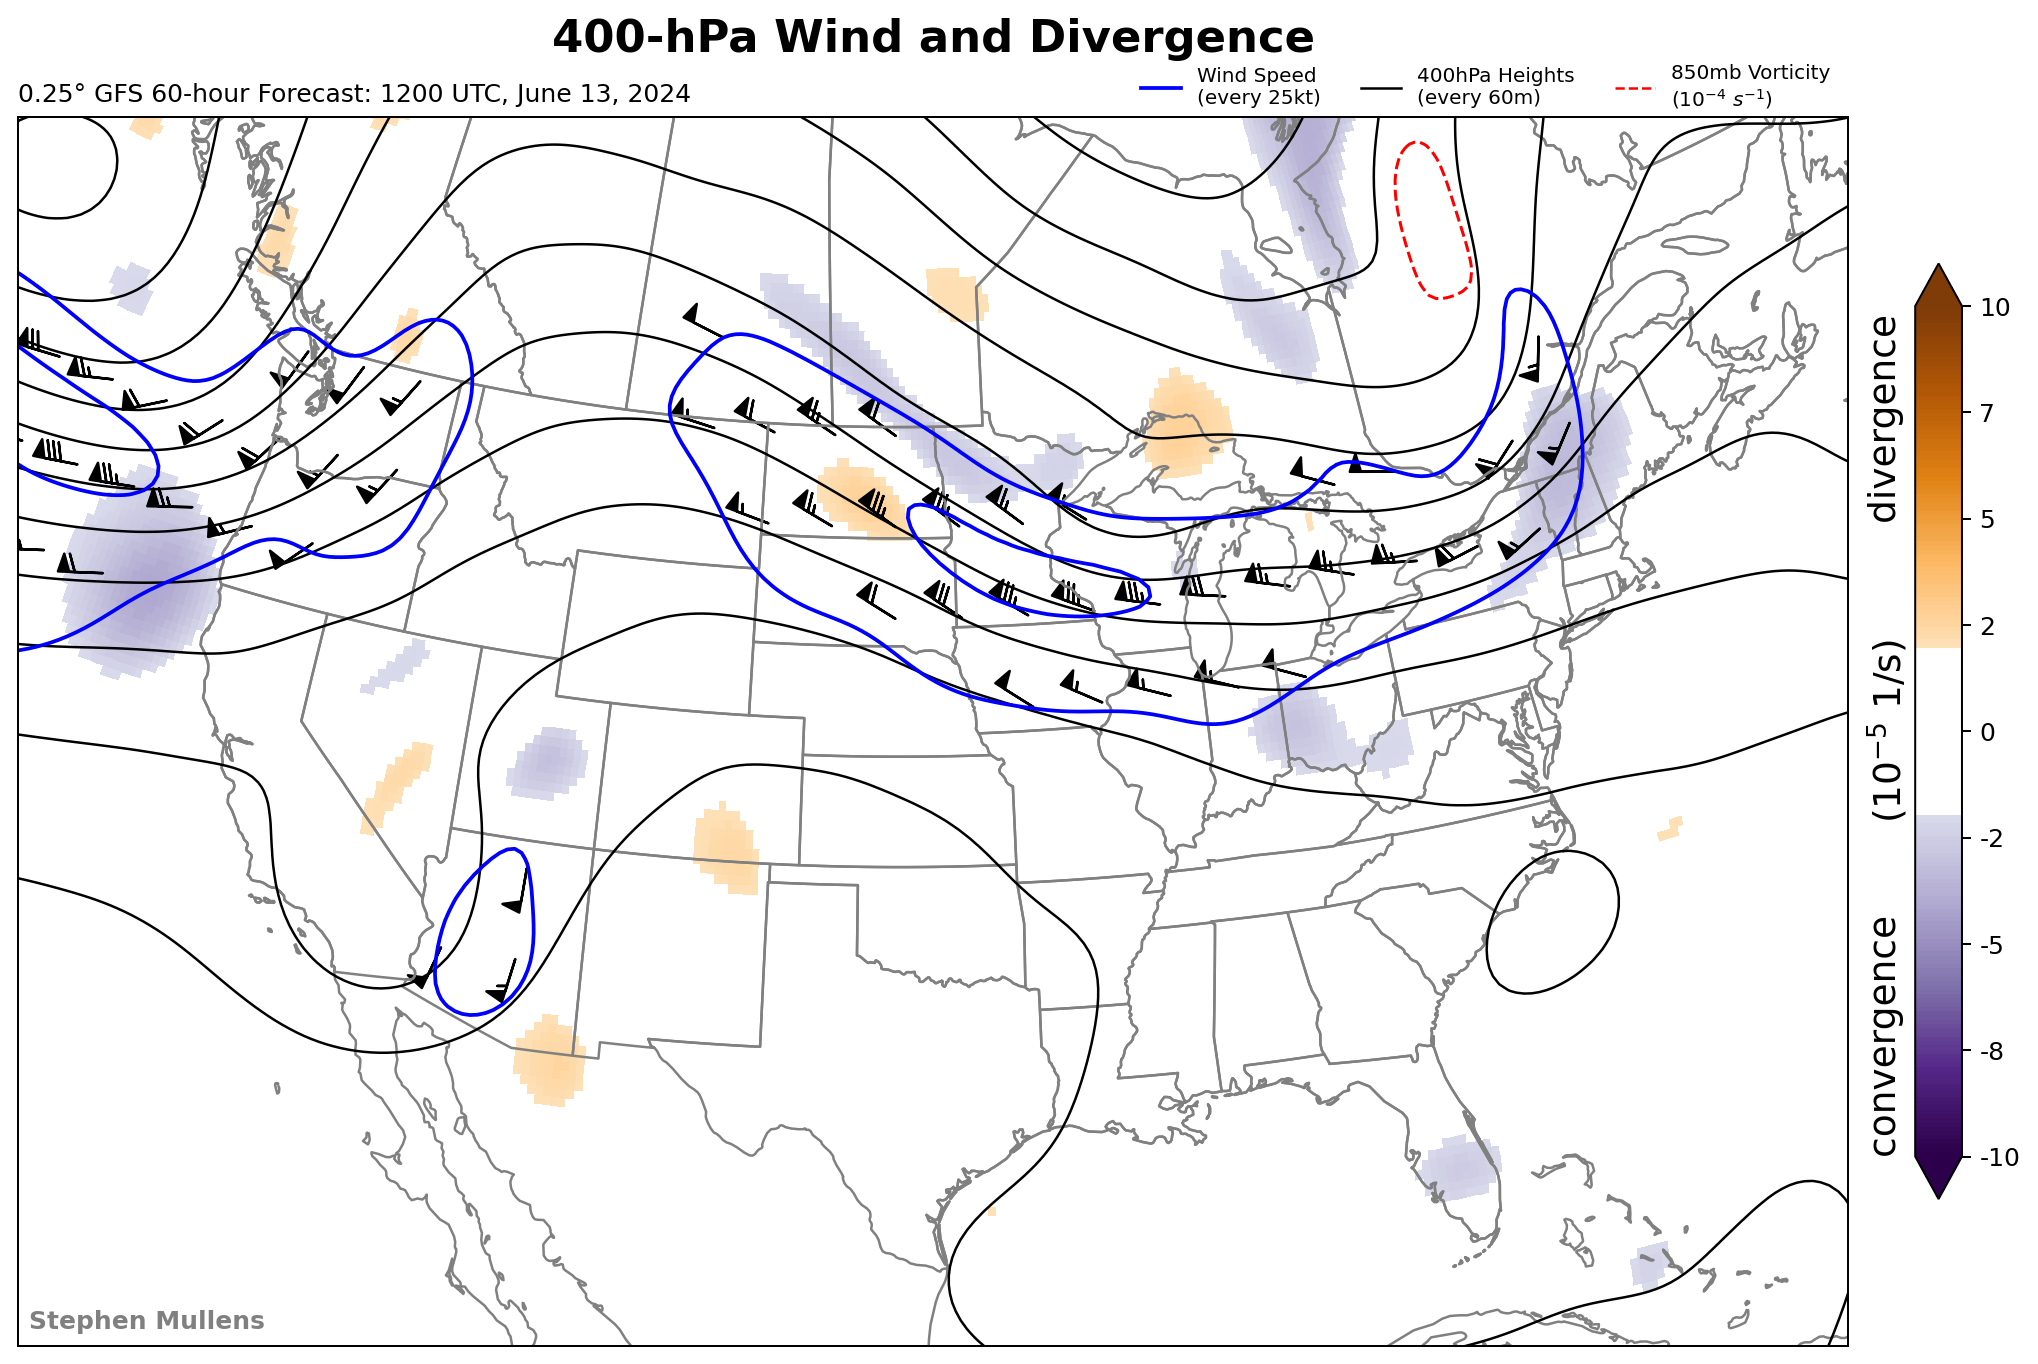 400-hPa Wind and Divergence
0.25° GFS 60-hour Forecast: 1200 UTC, June 13, 2024
Wind Speed
(every 25kt)
400hPa Heights
(every 60m)
850mb Vorticity
(10⁻⁴ s⁻¹)
10
7
5
2
0
-2
-5
-8
-10
convergence (10⁻⁵ 1/s) divergence
Stephen Mullens